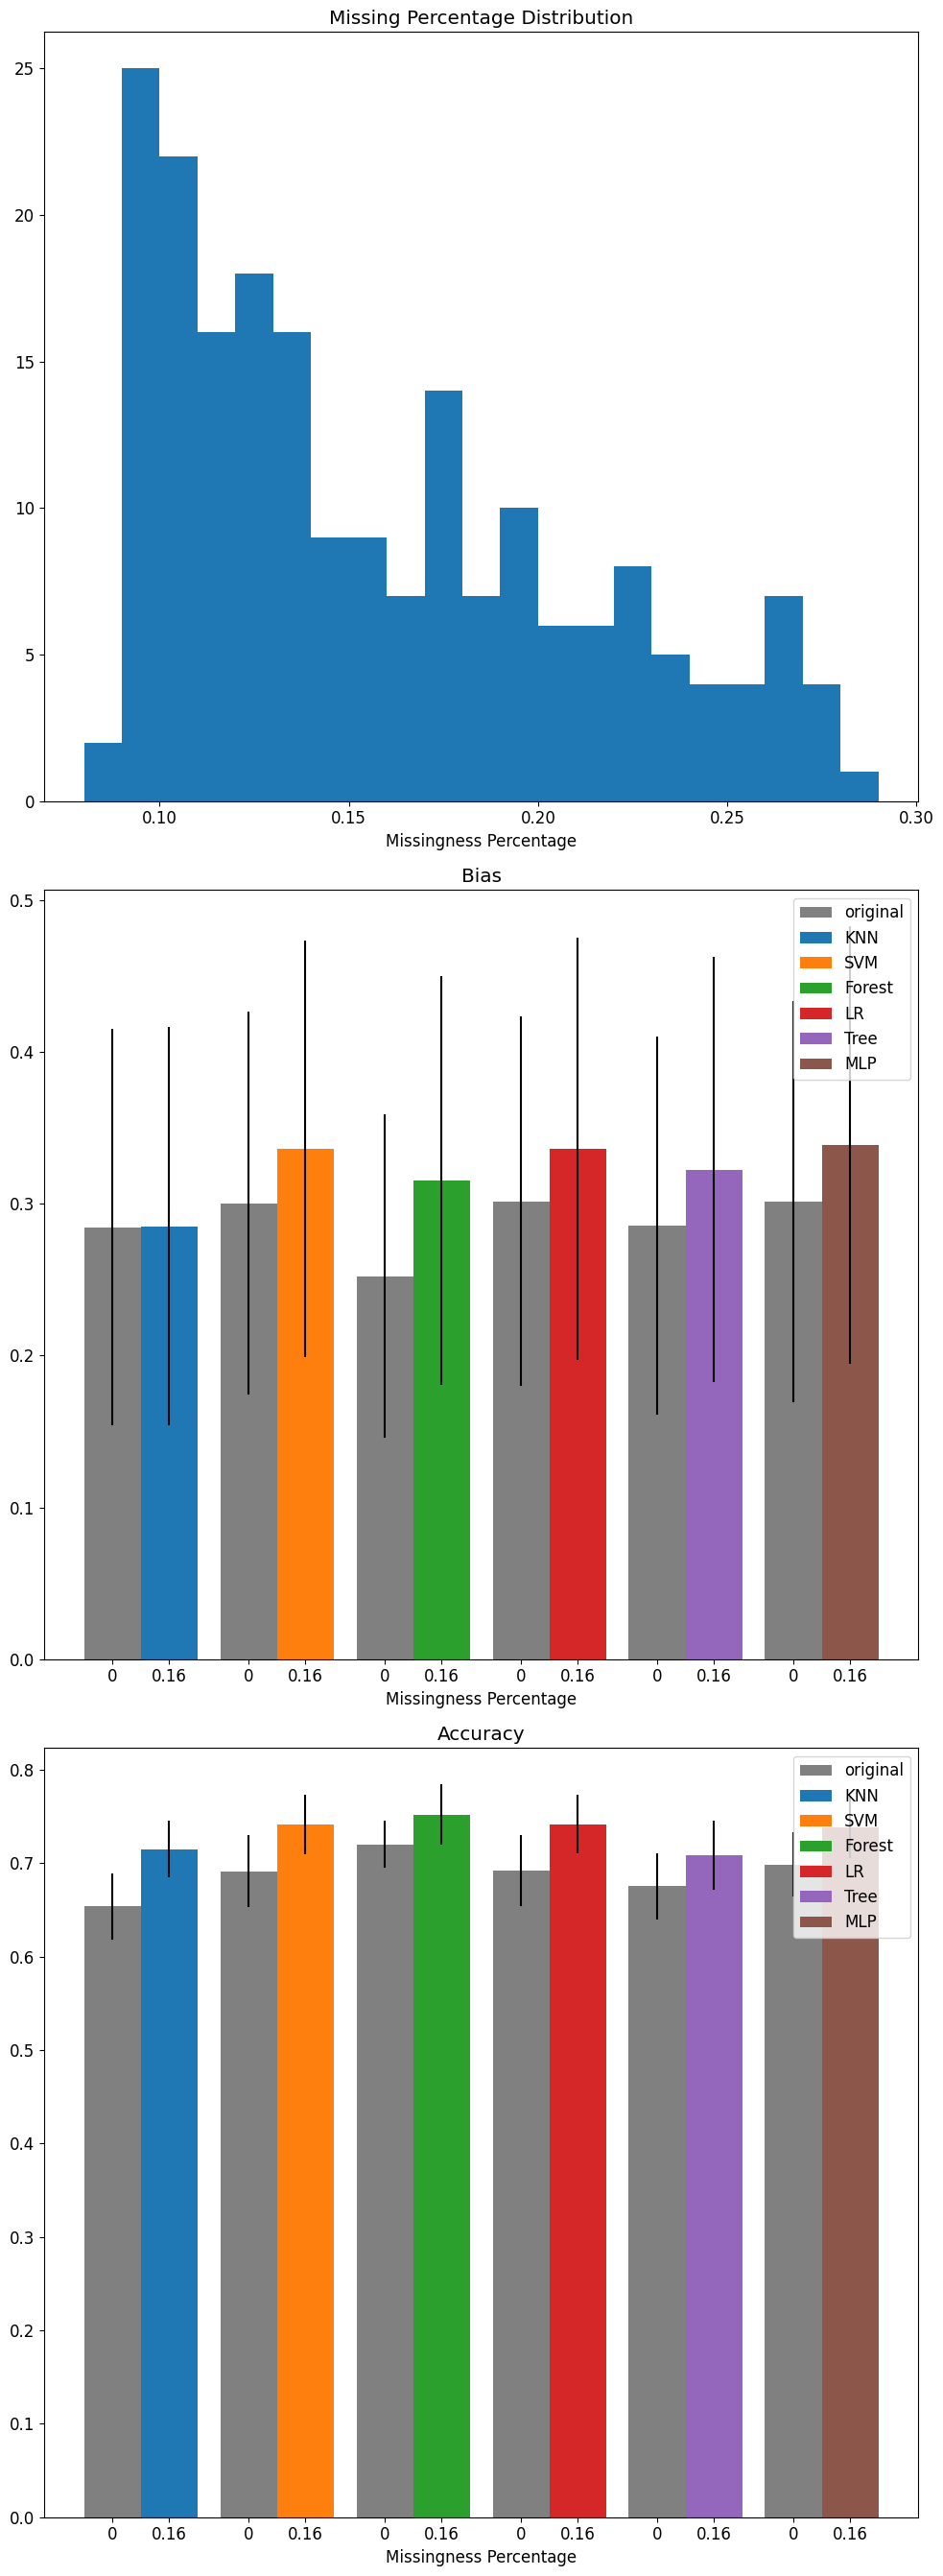 Missing Percentage Distribution
25
20
15
10
5
0
0.10 0.15 0.20 0.25 0.30
Missingness Percentage
Bias
0.5
0.4
0.3
0.2
0.1
0.0
original
KNN
SVM
Forest
LR
Tree
MLP
0 0.16 0 0.16 0 0.16 0 0.16 0 0.16 0 0.16
Missingness Percentage
Accuracy
0.8
0.7
0.6
0.5
0.4
0.3
0.2
0.1
0.0
original
KNN
SVM
Forest
LR
Tree
MLP
0 0.16 0 0.16 0 0.16 0 0.16 0 0.16 0 0.16
Missingness Percentage